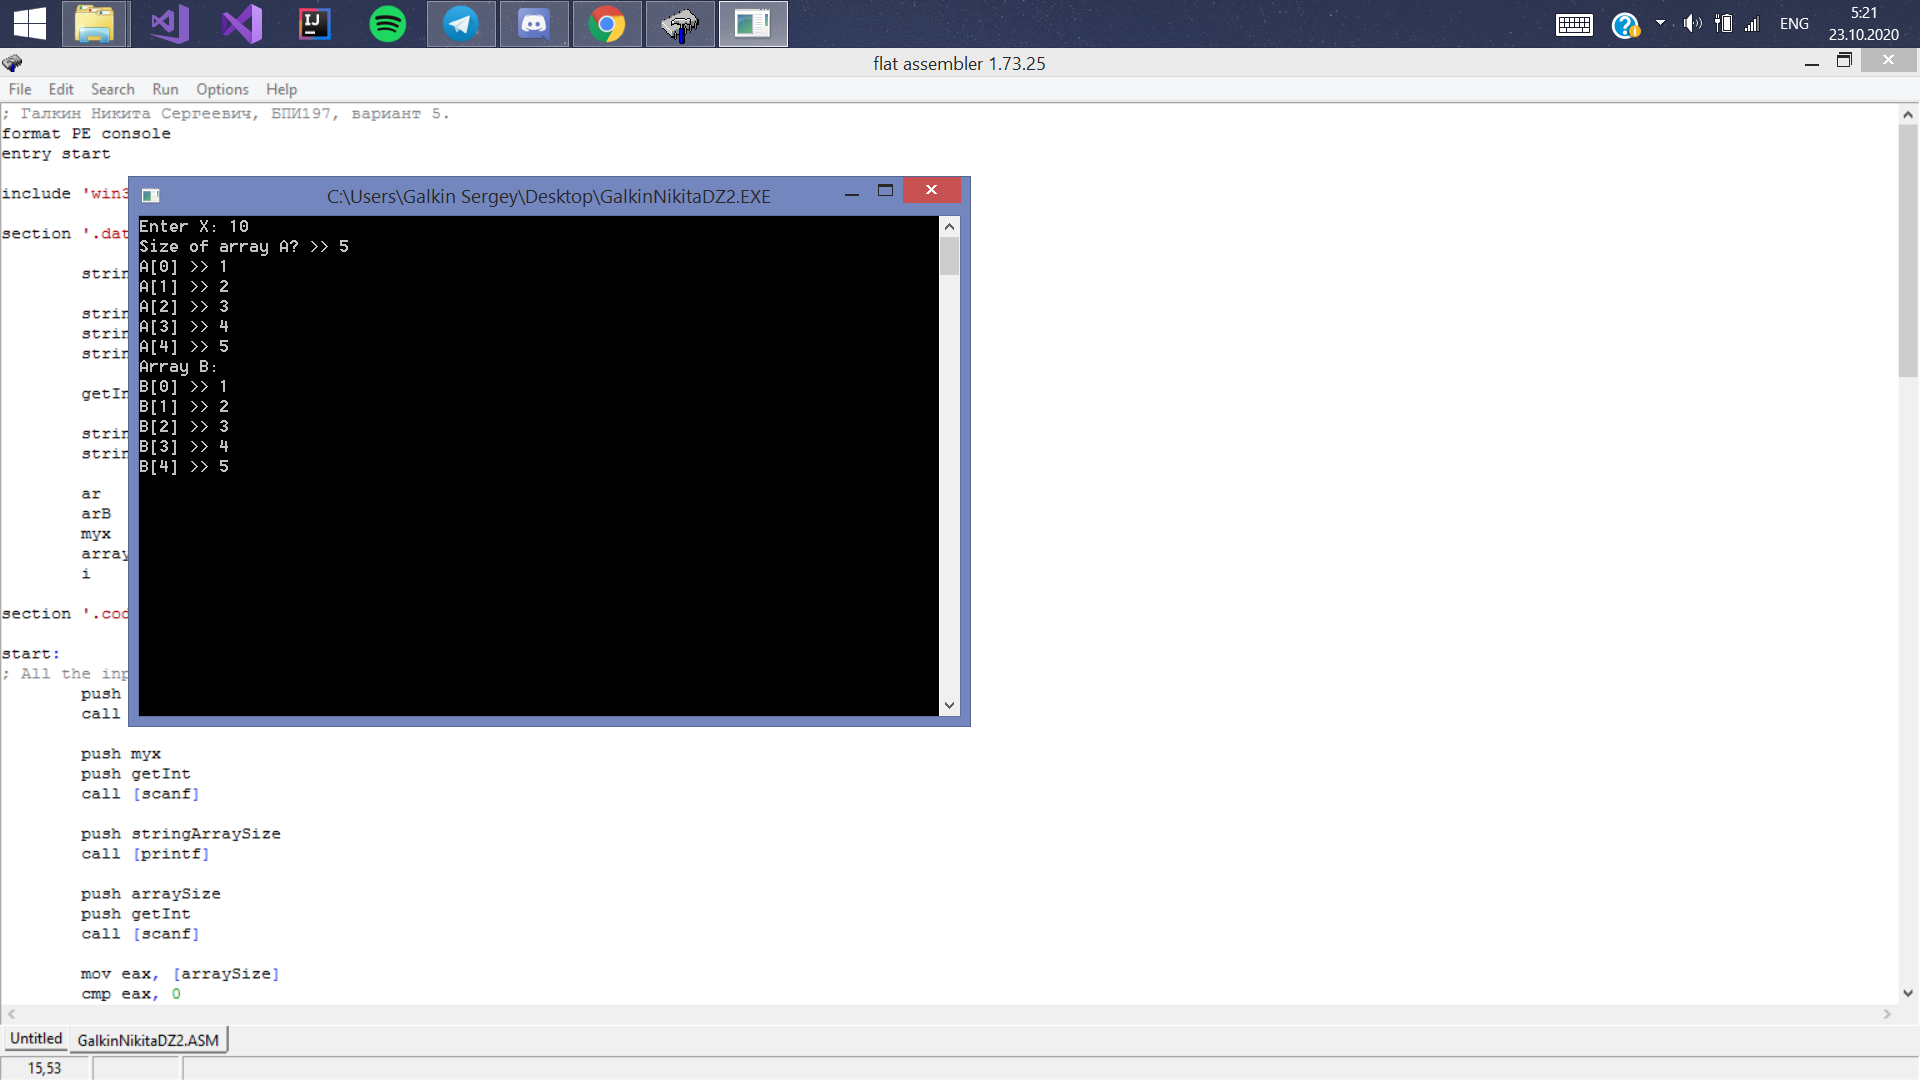 IJ
ENG
5:21
23.10.2020
flat assembler 1.73.25
File Edit Search Run Options Help
; Галкин Никита Сергеевич, БПИ197, вариант 5.
format PE console
entry start
include 'win3
section '.dat
strin
strin
strin
strin
getIn
strin
strin
ar
arB
myx
array
i
section '.cod
start:
; All the inp
push
call
push myx
push getInt
call [scanf]
push stringArraySize
call [printf]
push arraySize
push getInt
call [scanf]
mov eax, [arraySize]
cmp eax, 0
C:\Users\Galkin Sergey\Desktop\GalkinNikitaDZ2.EXE
Enter X: 10
Size of array A? >> 5
A[0] >> 1
A[1] >> 2
A[2] >> 3
A[3] >> 4
A[4] >> 5
Array B:
B[0] >> 1
B[1] >> 2
B[2] >> 3
B[3] >> 4
B[4] >> 5
Untitled GalkinNikitaDZ2.ASM
15,53